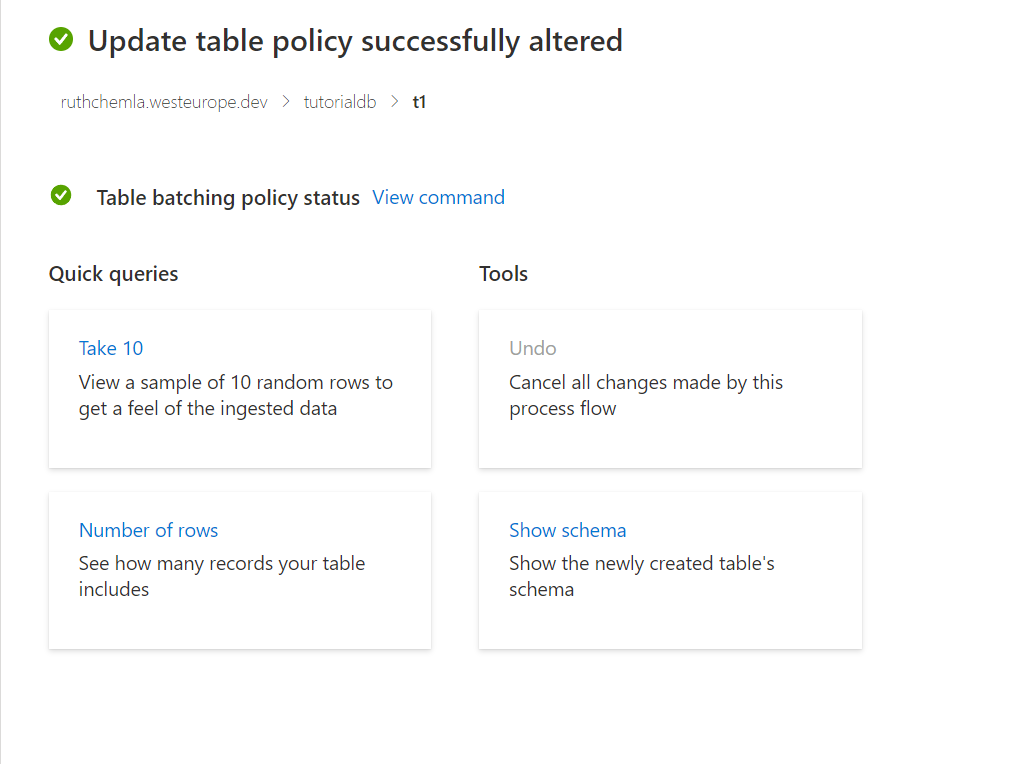 Update table policy successfully altered
ruthchemla.westeurope.dev > tutorialdb > t1
Table batching policy status View command
Quick queries
Take 10
View a sample of 10 random rows to
get a feel of the ingested data
Number of rows
See how many records your table
includes
Tools
Undo
Cancel all changes made by this
process flow
Show schema
Show the newly created table's
schema